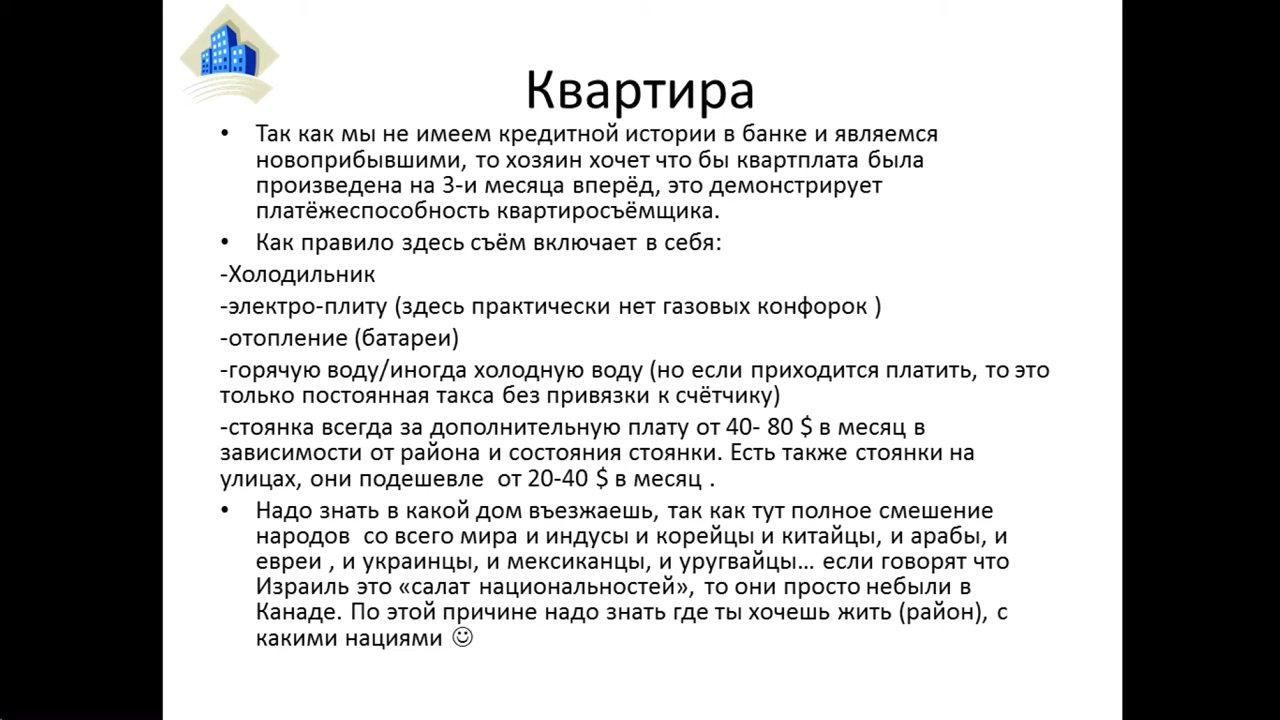 Квартира
• Так как мы не имеем кредитной истории в банке и являемся
новоприбывшими, то хозяин хочет что бы квартплата была
произведена на 3-и месяца вперёд, это демонстрирует
платёжеспособность квартиросъёмщика.
• Как правило здесь съём включает в себя:
-Холодильник
-электро-плиту (здесь практически нет газовых конфорок )
-отопление (батареи)
-горячую воду/иногда холодную воду (но если приходится платить, то это
только постоянная такса без привязки к счётчику)
-стоянка всегда за дополнительную плату от 40- 80 $ в месяц в
зависимости от района и состояния стоянки. Есть также стоянки на
улицах, они подешевле  от 20-40 $ в месяц .
• Надо знать в какой дом въезжаешь, так как тут полное смешение
народов  со всего мира и индусы и корейцы и китайцы, и арабы, и
евреи , и украинцы, и мексиканцы, и уругвайцы… если говорят что
Израиль это «салат национальностей», то они просто небыли в
Канаде. По этой причине надо знать где ты хочешь жить (район), с
какими нациями ☺